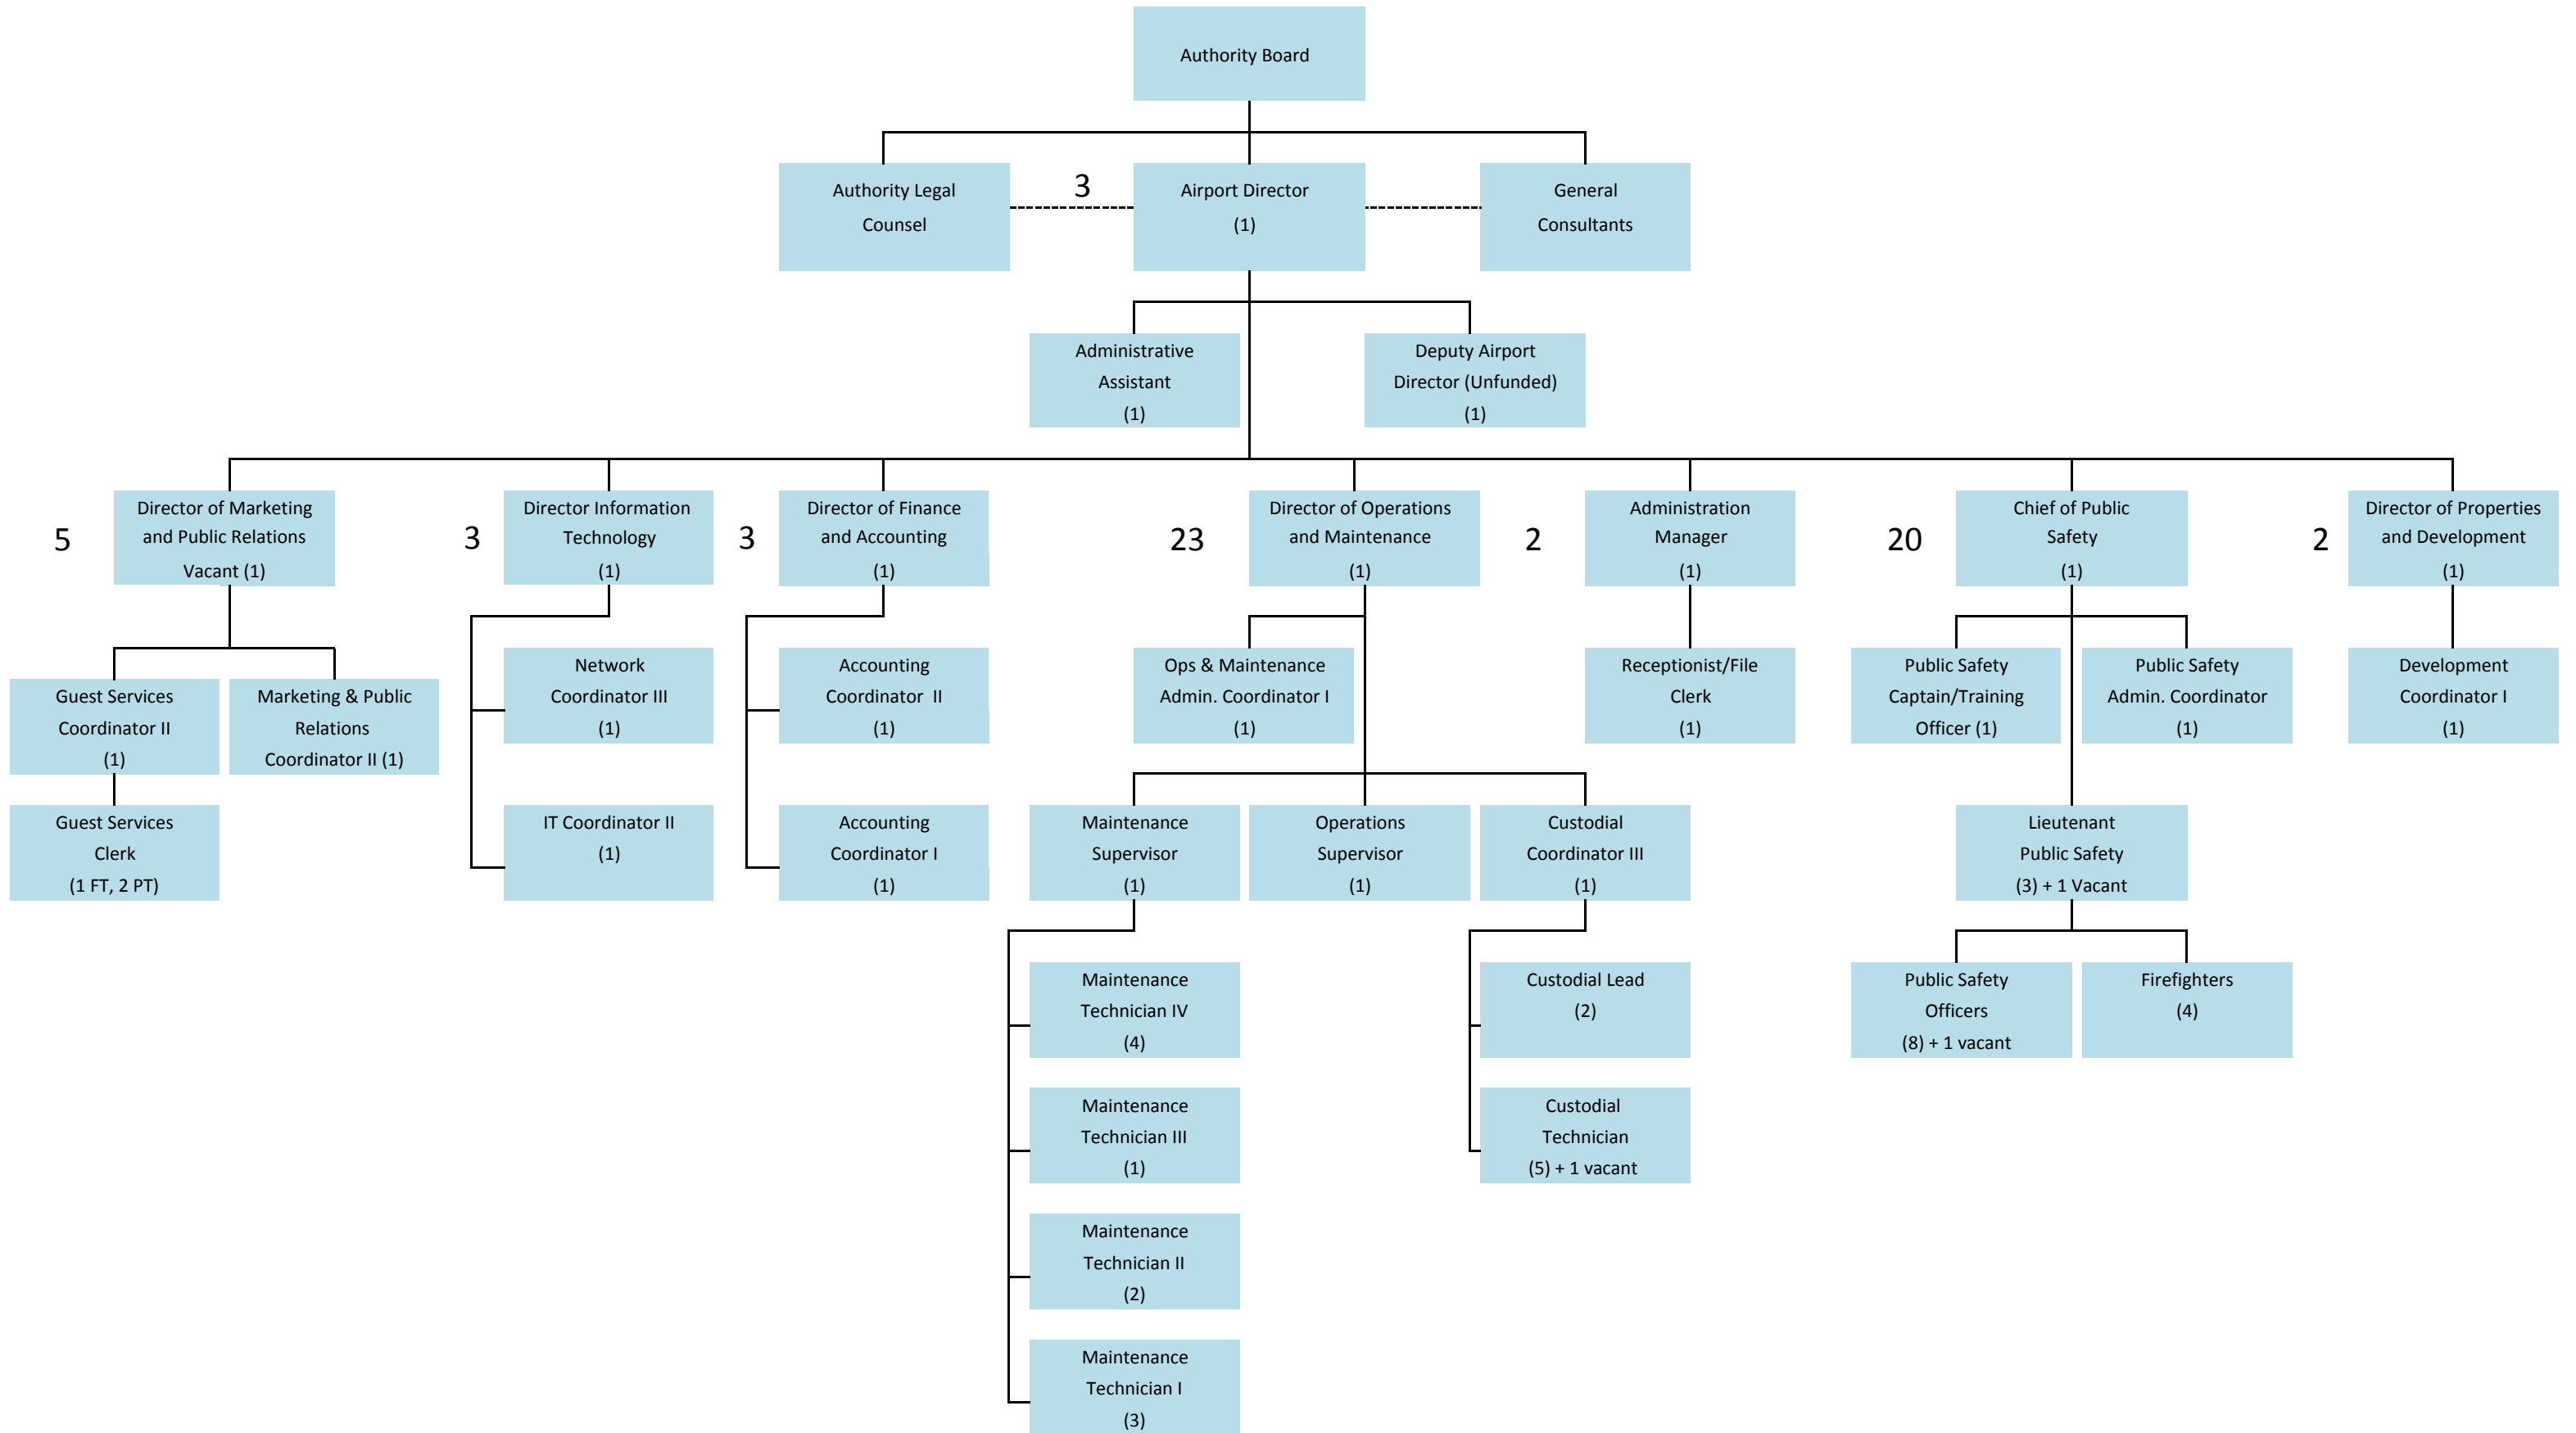 Authority Board
Authority Legal
Counsel
3
Airport Director
(1)
General
Consultants
Administrative
Assistant
(1)
Deputy Airport
Director (Unfunded)
(1)
5
Director of Marketing
and Public Relations
Vacant (1)
3
Director Information
Technology
(1)
3
Director of Finance
and Accounting
(1)
23
Director of Operations
and Maintenance
(1)
2
Administration
Manager
(1)
20
Chief of Public
Safety
(1)
2
Director of Properties
and Development
(1)
Guest Services
Coordinator II
(1)
Marketing & Public
Relations
Coordinator II (1)
Network
Coordinator III
(1)
Accounting
Coordinator  II
(1)
Ops & Maintenance
Admin. Coordinator I
(1)
Receptionist/File
Clerk
(1)
Public Safety
Captain/Training
Officer (1)
Public Safety
Admin. Coordinator
(1)
Development
Coordinator I
(1)
Guest Services
Clerk
(1 FT, 2 PT)
IT Coordinator II
(1)
Accounting
Coordinator I
(1)
Maintenance
Supervisor
(1)
Operations
Supervisor
(1)
Custodial
Coordinator III
(1)
Lieutenant
Public Safety
(3) + 1 Vacant
Maintenance
Technician IV
(4)
Custodial Lead
(2)
Public Safety
Officers
(8) + 1 vacant
Firefighters
(4)
Maintenance
Technician III
(1)
Custodial
Technician
(5) + 1 vacant
Maintenance
Technician II
(2)
Maintenance
Technician I
(3)